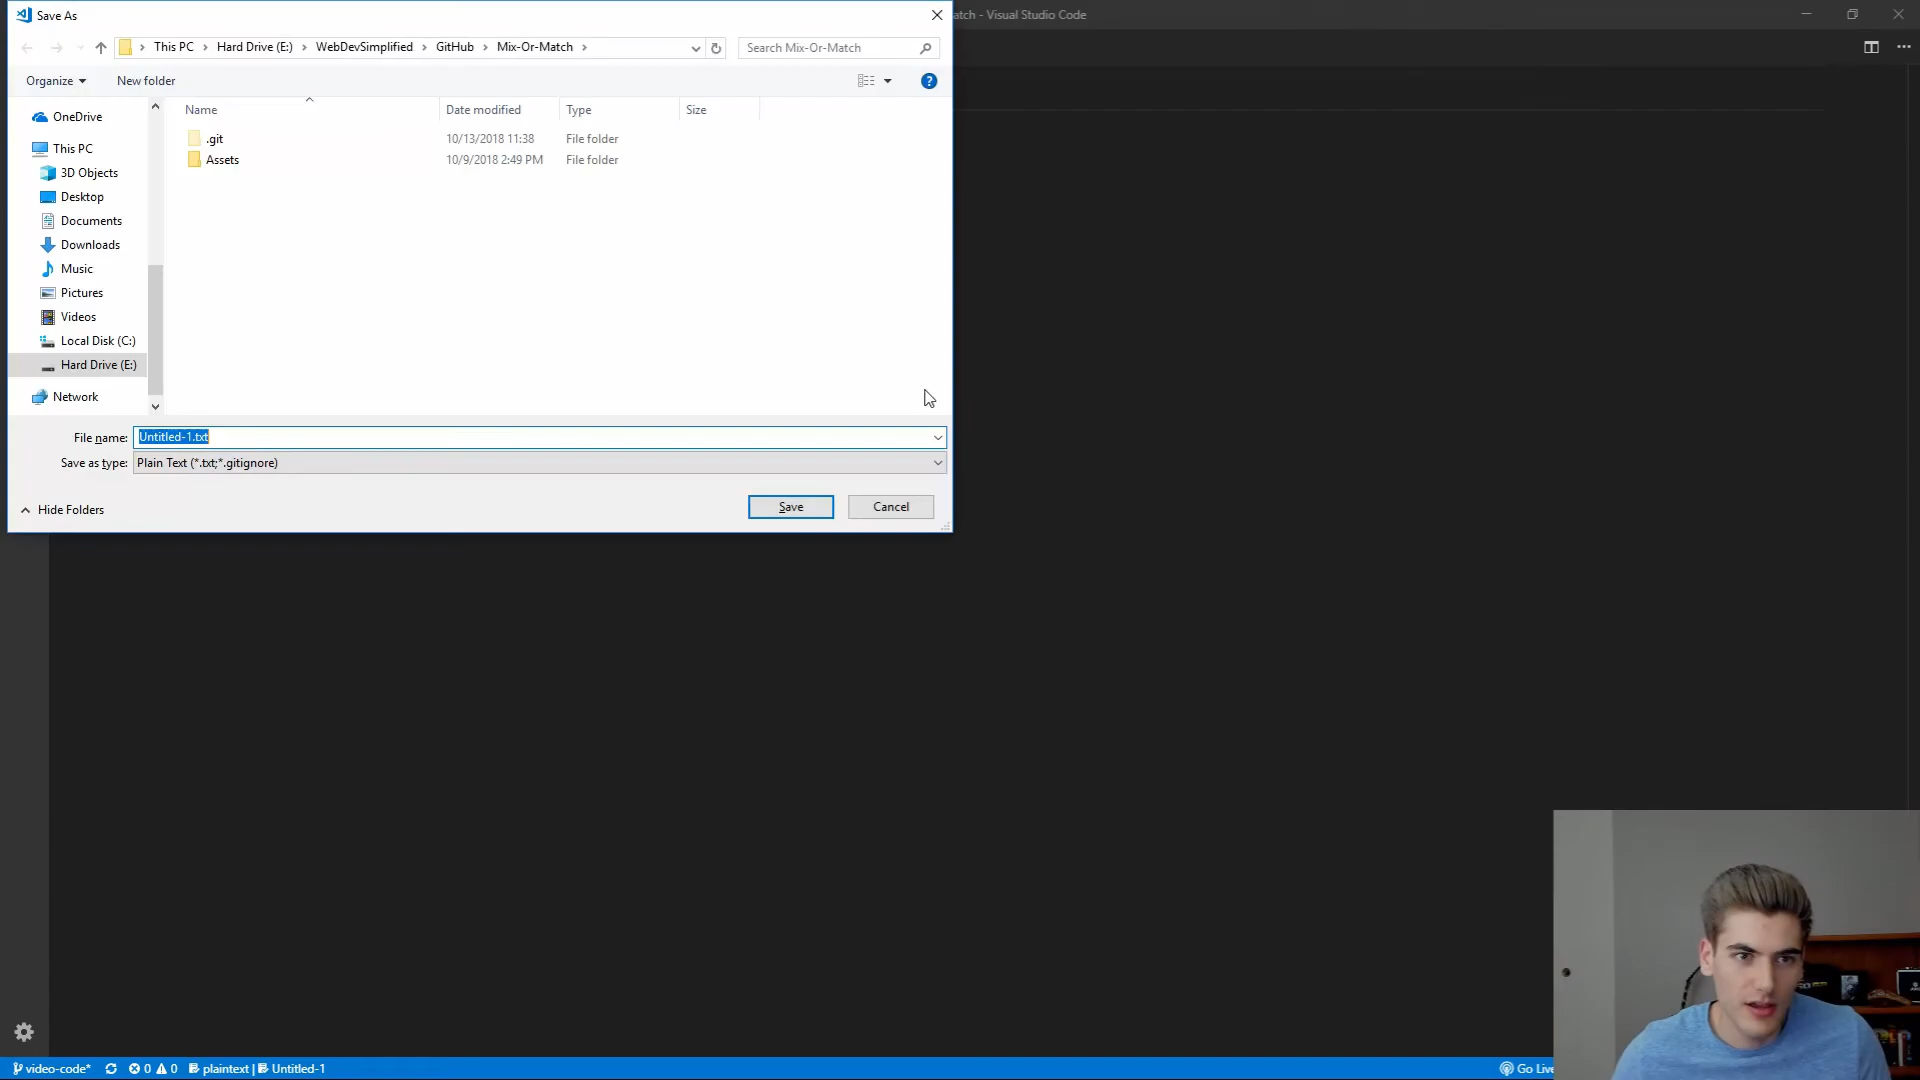 Save As
atch - Visual Studio Code
This PC
Hard Drive (E:)
WebDevSimplified
GitHub
Mix-Or-Match
Search Mix-Or-Match
Organize
New folder
Name
Date modified
Type
Size
OneDrive
This PC
3D Objects
Desktop
Documents
Downloads
Music
Pictures
Videos
Local Disk (C:)
Hard Drive (E:)
Network
.git
10/13/2018 11:38
File folder
Assets
10/9/2018 2:49 PM
File folder
File name:
Untitled-1.txt
Save as type:
Plain Text (*.txt;*.gitignore)
Hide Folders
Save
Cancel
video-code*
0
0
plaintext |
Untitled-1
Go Live